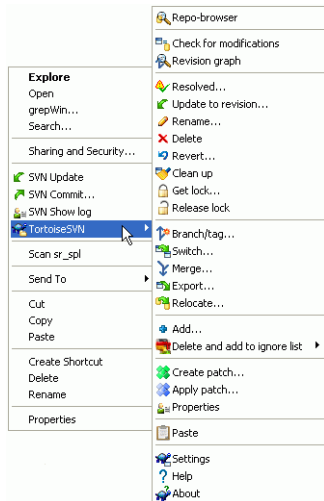 Explore
Open
grepWin...
Search...
Sharing and Security...
SVN Update
SVN Commit...
SVN Show log
TortoiseSVN
Scan sr_spl
Send To
Cut
Copy
Paste
Create Shortcut
Delete
Rename
Properties
Repo-browser
Check for modifications
Revision graph
Resolved...
Update to revision...
Rename...
Delete
Revert...
Clean up
Get lock...
Release lock
Branch/tag...
Switch...
Merge...
Export...
Relocate...
Add...
Delete and add to ignore list
Create patch...
Apply patch...
Properties
Paste
Settings
Help
About